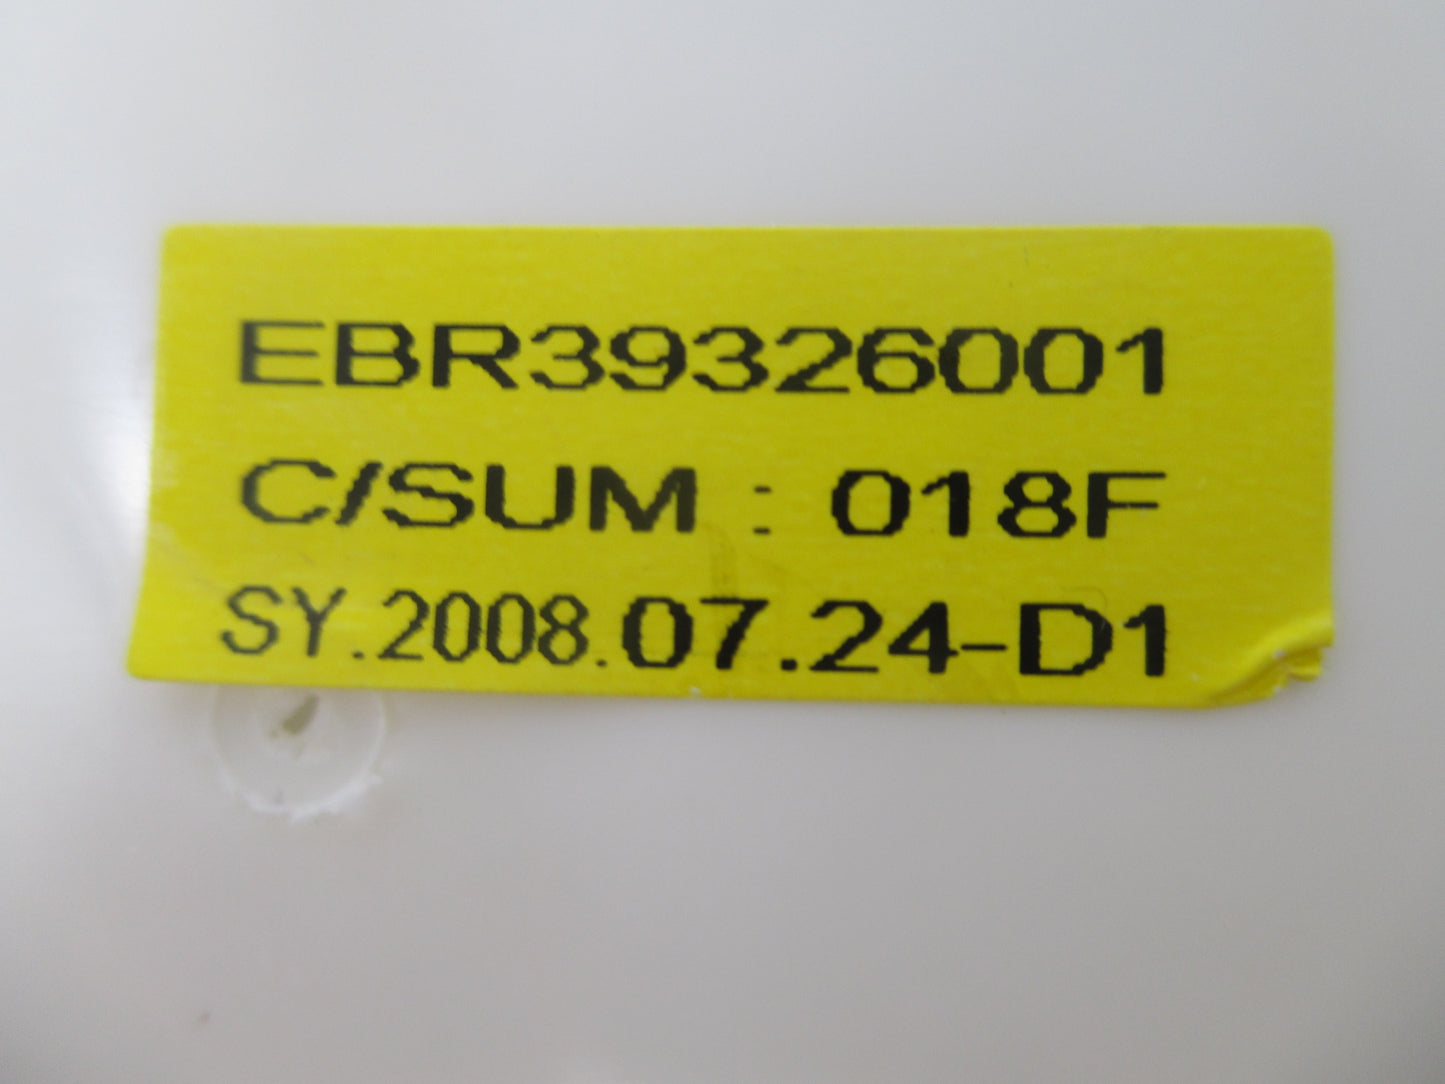 EBR39326001
C/SUM : 018F
SY.2008.07.24-D1